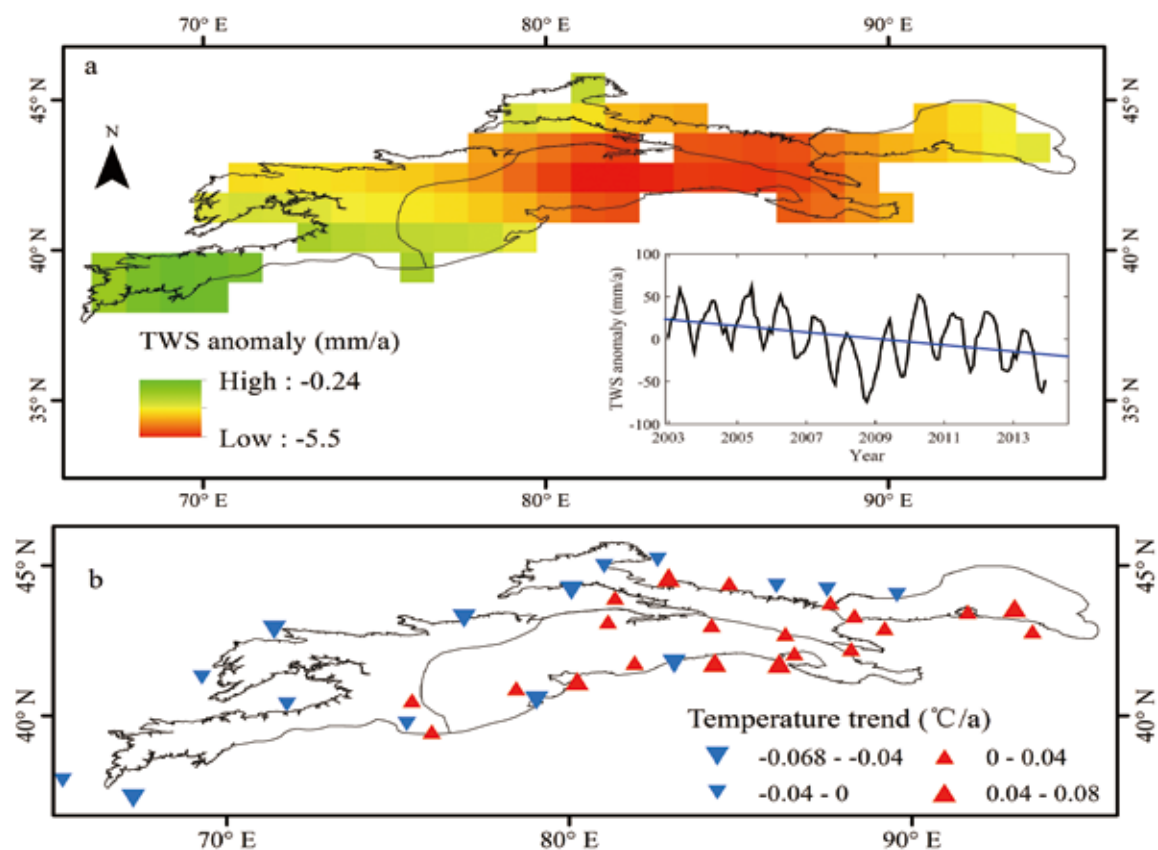 70° E 80° E 90° E
a
N
45° N 45° N
40° N 40° N
35° N 35° N
TWS anomaly (mm/a)
High : -0.24
Low : -5.5
TWS anomaly (mm/a)
100
50
0
-50
-100
2003 2005 2007 2009 2011 2013
Year
70° E 80° E 90° E
b
45° N 45° N
40° N 40° N
Temperature trend (℃/a)
-0.068 - -0.04 0 - 0.04
-0.04 - 0 0.04 - 0.08
70° E 80° E 90° E